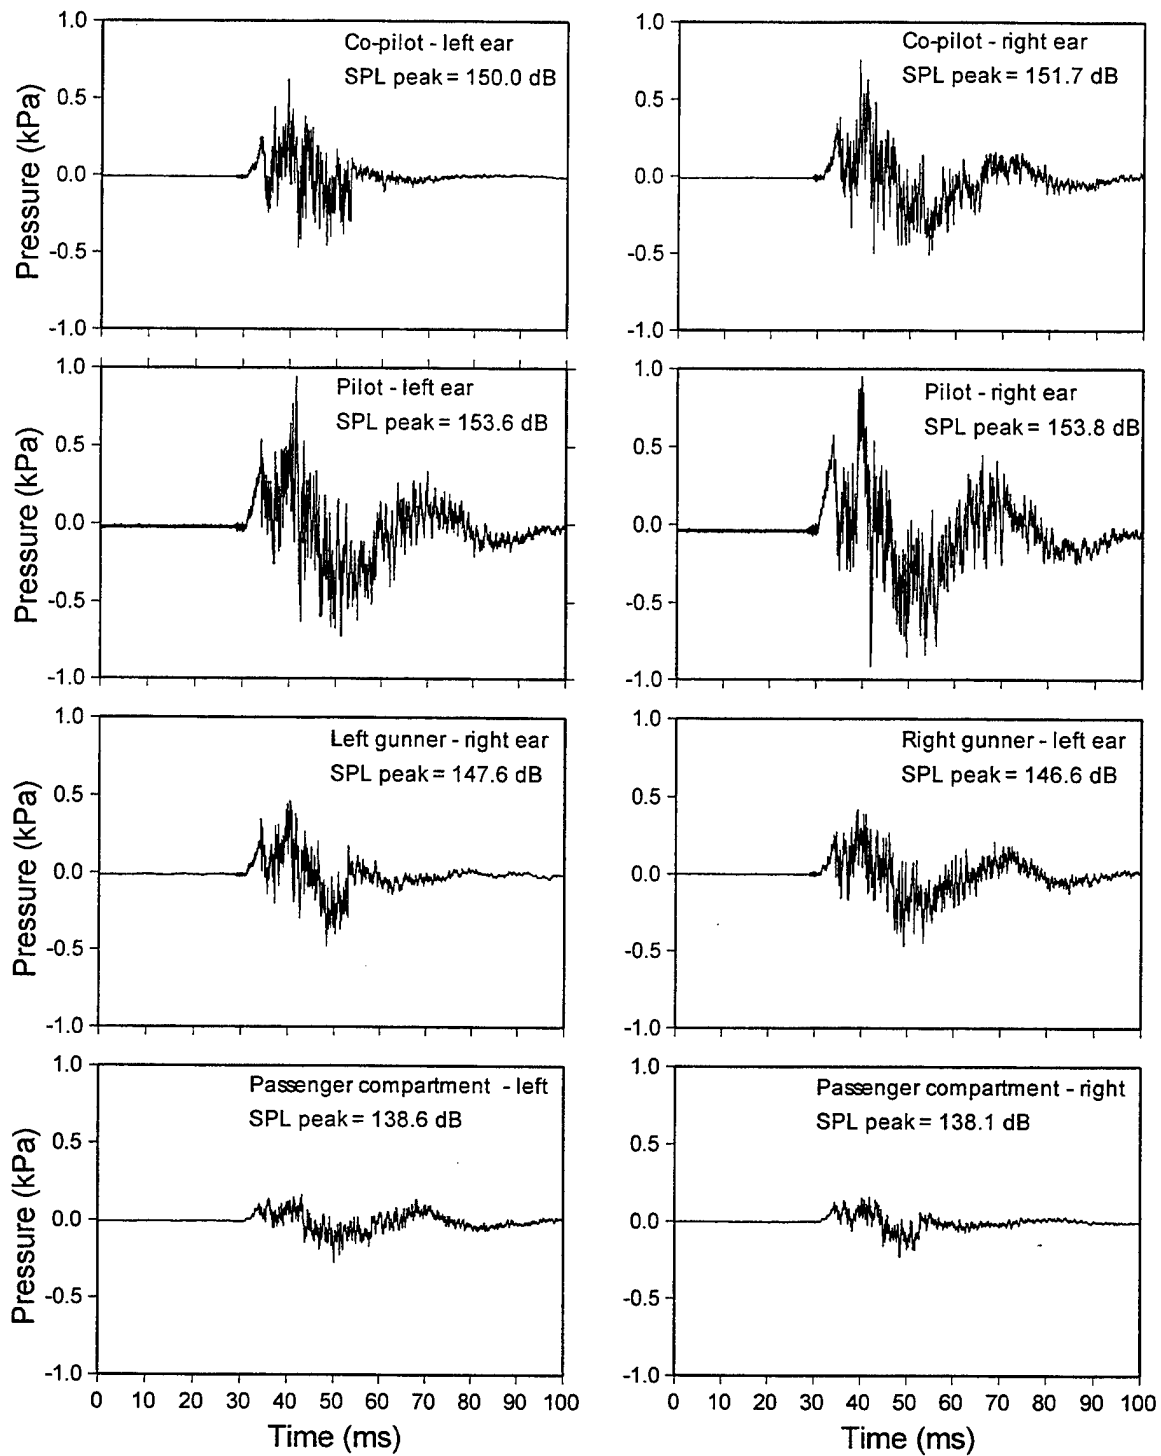 1.0
0.5
0.0
-0.5
-1.0
Pressure (kPa)
Co-pilot - left ear
SPL peak = 150.0 dB
1.0
0.5
0.0
-0.5
-1.0
Co-pilot - right ear
SPL peak = 151.7 dB
1.0
0.5
0.0
-0.5
-1.0
Pressure (kPa)
Pilot - left ear
SPL peak = 153.6 dB
1.0
0.5
0.0
-0.5
-1.0
Pilot - right ear
SPL peak = 153.8 dB
1.0
0.5
0.0
-0.5
-1.0
Pressure (kPa)
Left gunner - right ear
SPL peak = 147.6 dB
1.0
0.5
0.0
-0.5
-1.0
Right gunner - left ear
SPL peak = 146.6 dB
1.0
0.5
0.0
-0.5
-1.0
Pressure (kPa)
Passenger compartment - left
SPL peak = 138.6 dB
0 10 20 30 40 50 60 70 80 90 100
Time (ms)
1.0
0.5
0.0
-0.5
-1.0
Passenger compartment - right
SPL peak = 138.1 dB
0 10 20 30 40 50 60 70 80 90 100
Time (ms)